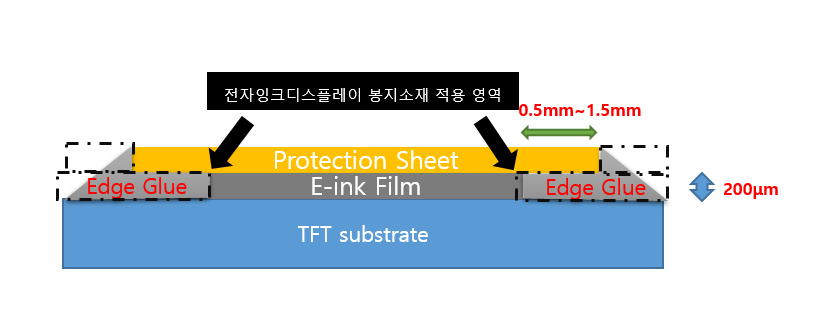 전자잉크디스플레이 봉지소재 적용 영역
0.5mm~1.5mm
Protection Sheet
Edge Glue
E-ink Film
Edge Glue
200μm
TFT substrate